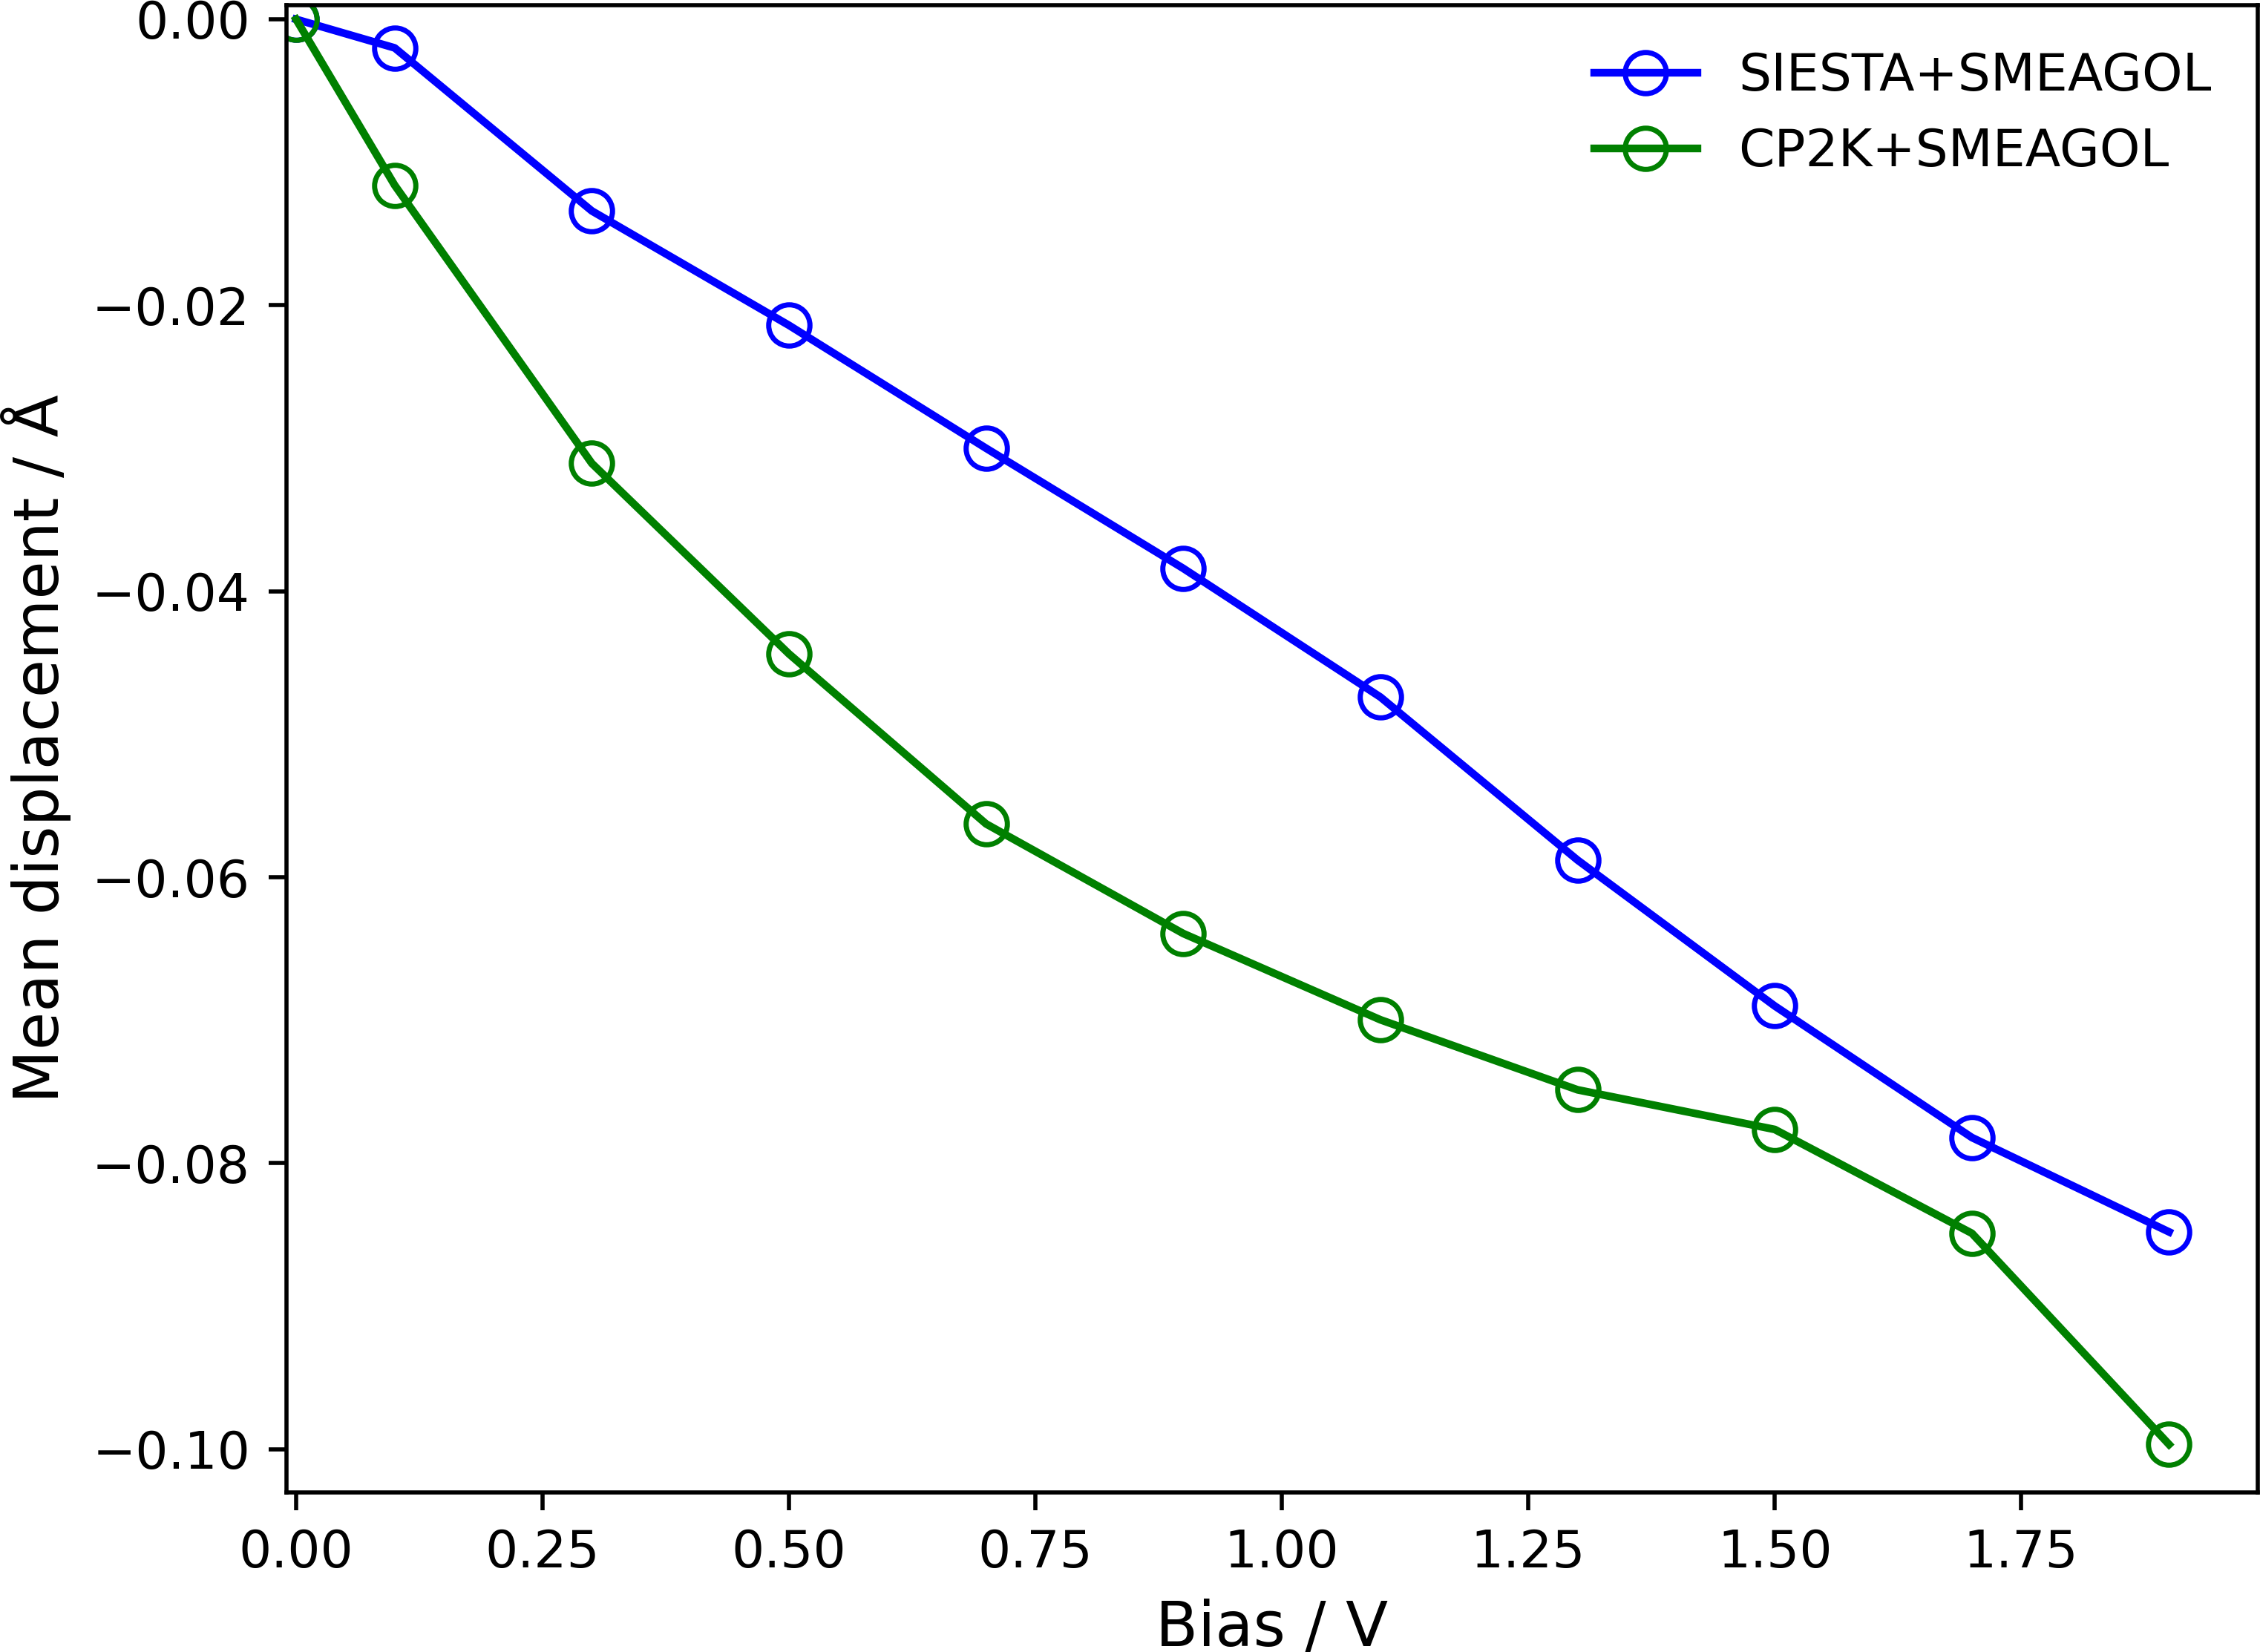 SIESTA+SMEAGOL
CP2K+SMEAGOL
Mean displacement / Å
0.00
−0.02
−0.04
−0.06
−0.08
−0.10
0.00 0.25 0.50 0.75 1.00 1.25 1.50 1.75
Bias / V